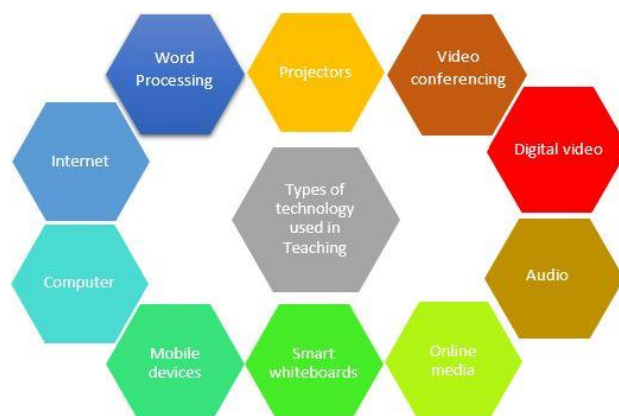 Word
Processing
Projectors
Video
conferencing
Internet
Digital video
Types of
technology
used in
Teaching
Computer
Audio
Mobile
devices
Smart
whiteboards
Online
media